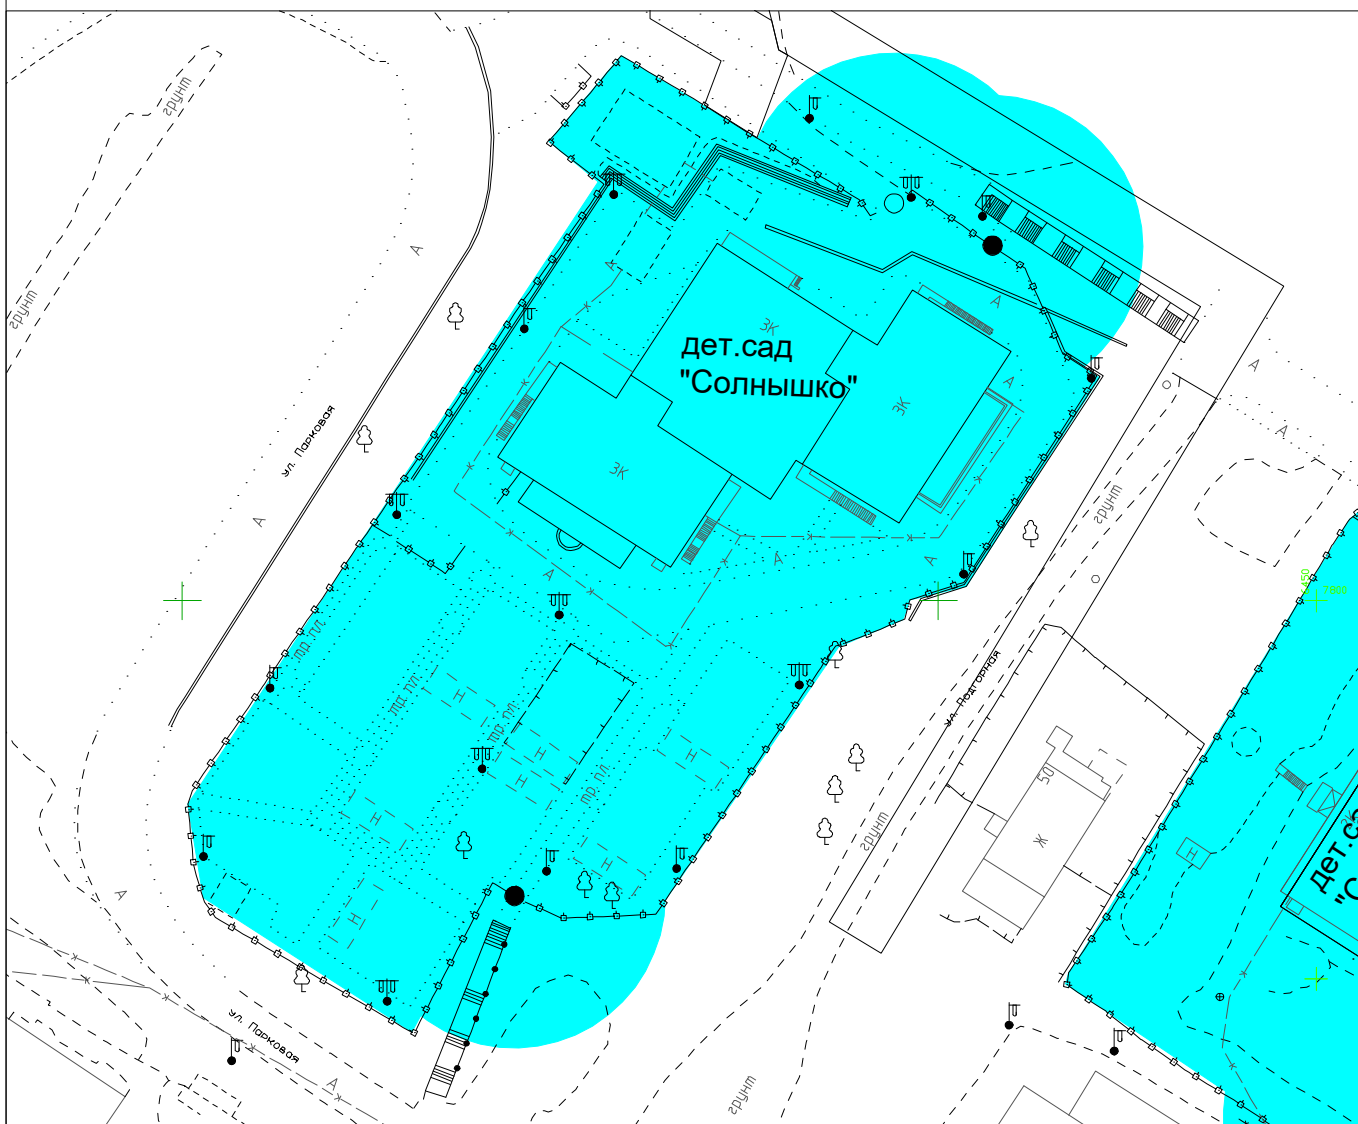 грунт
А
грунт
ЗК
А
дет.сад
"Солнышко"
А
ЗК
А
А
ул. Парковая
ЗК
грунт
А
А
А
А
450
тр. пл.
ул. Подгорная
тр. пл.
Н
тр. пл.
Н
Н
Н
50
тр. пл.
Н
грунт
Ж
Н
Н
дет.с
"С
А
Н
ул. Парковая
А
грунт